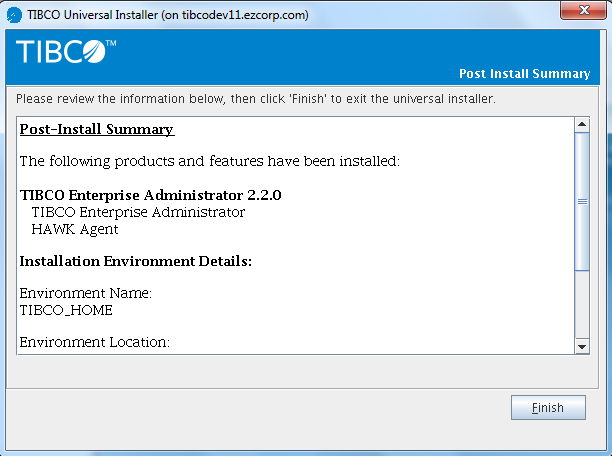 TIBCO Universal Installer (on tibcodev11.ezcorp.com)
TIBCO™
Post Install Summary
Please review the information below, then click 'Finish' to exit the universal installer.
Post-Install Summary
The following products and features have been installed:
TIBCO Enterprise Administrator 2.2.0
TIBCO Enterprise Administrator
HAWK Agent
Installation Environment Details:
Environment Name:
TIBCO_HOME
Environment Location:
Finish